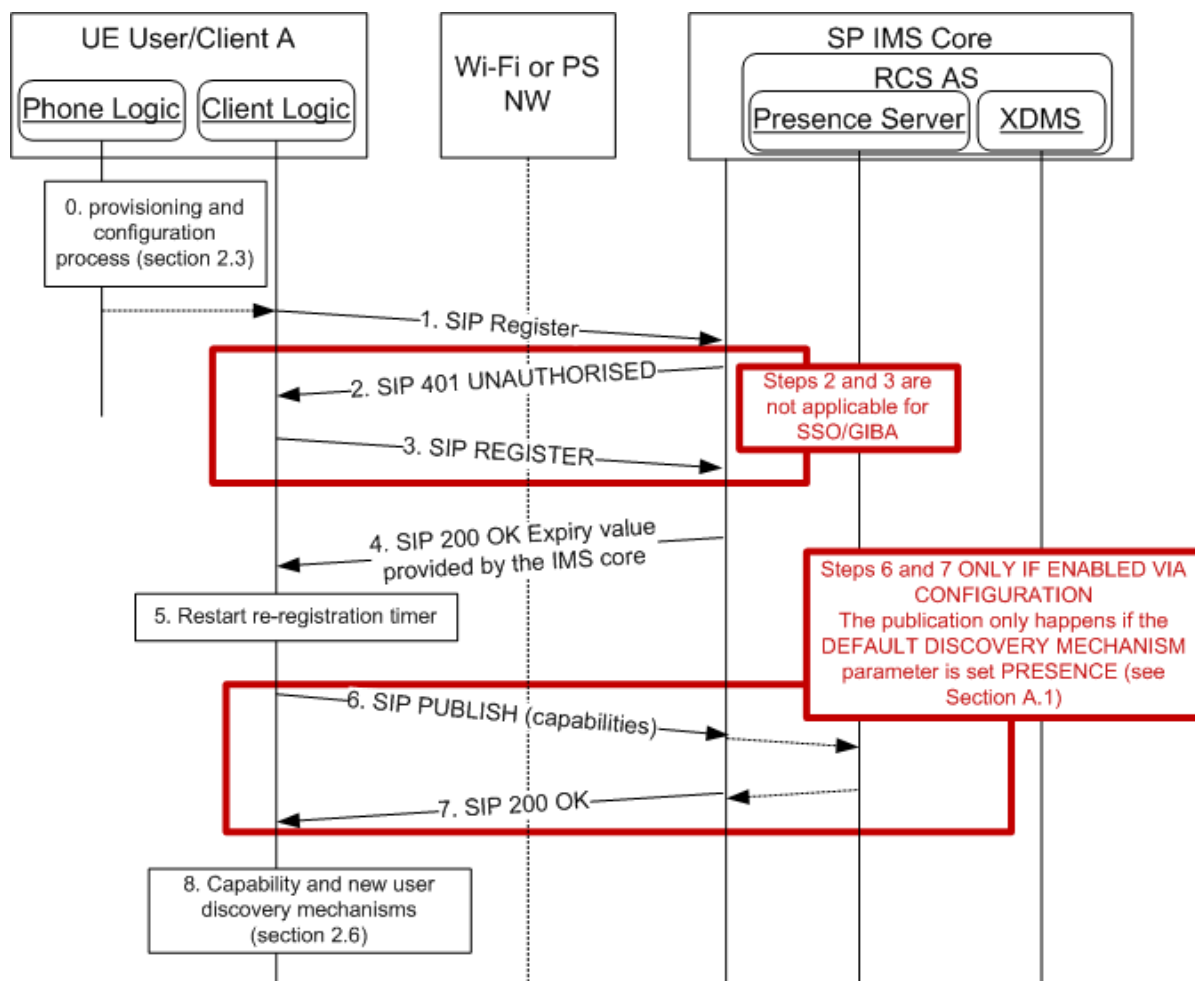 UE User/Client A
Phone Logic
Client Logic
Wi-Fi or PS
NW
SP IMS Core
RCS AS
Presence Server
XDMS
0. provisioning and
configuration
process (section 2.3)
1. SIP Register
2. SIP 401 UNAUTHORISED
Steps 2 and 3 are
not applicable for
SSO/GIBA
3. SIP REGISTER
4. SIP 200 OK Expiry value
provided by the IMS core
Steps 6 and 7 ONLY IF ENABLED VIA
CONFIGURATION
The publication only happens if the
DEFAULT DISCOVERY MECHANISM
parameter is set PRESENCE (see
Section A.1)
5. Restart re-registration timer
6. SIP PUBLISH (capabilities)
7. SIP 200 OK
8. Capability and new user
discovery mechanisms
(section 2.6)